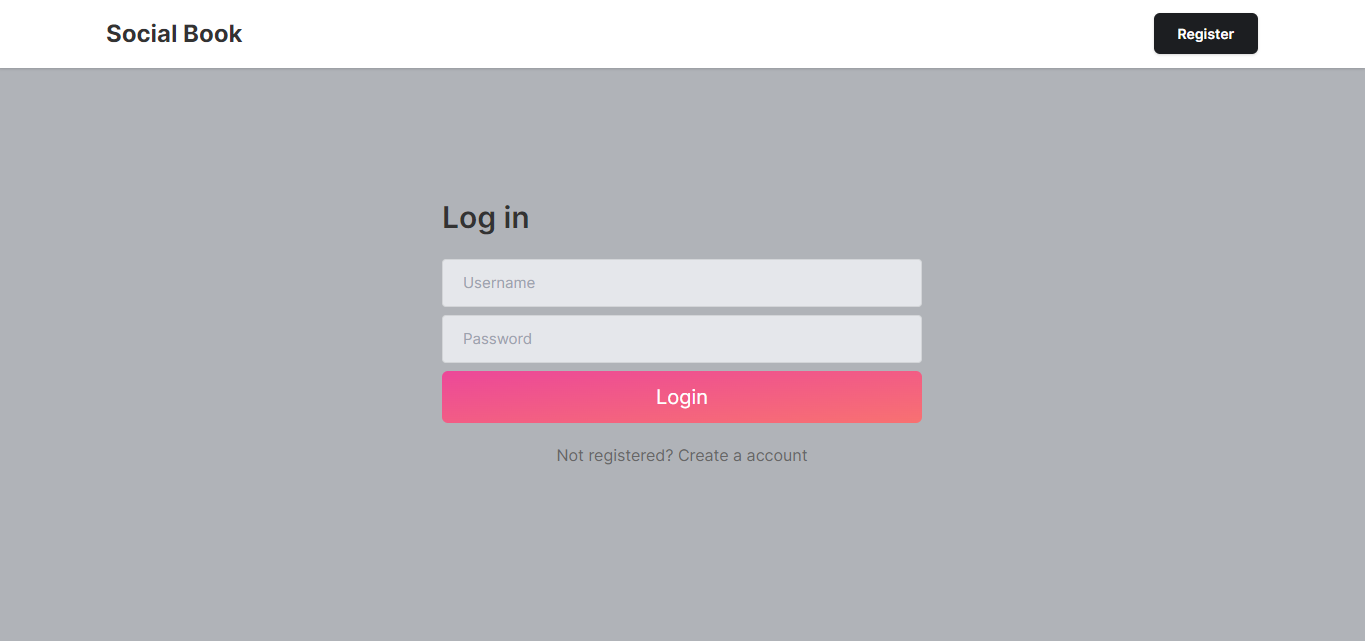 Social Book
Register
Log in
Username
Password
Login
Not registered? Create a account